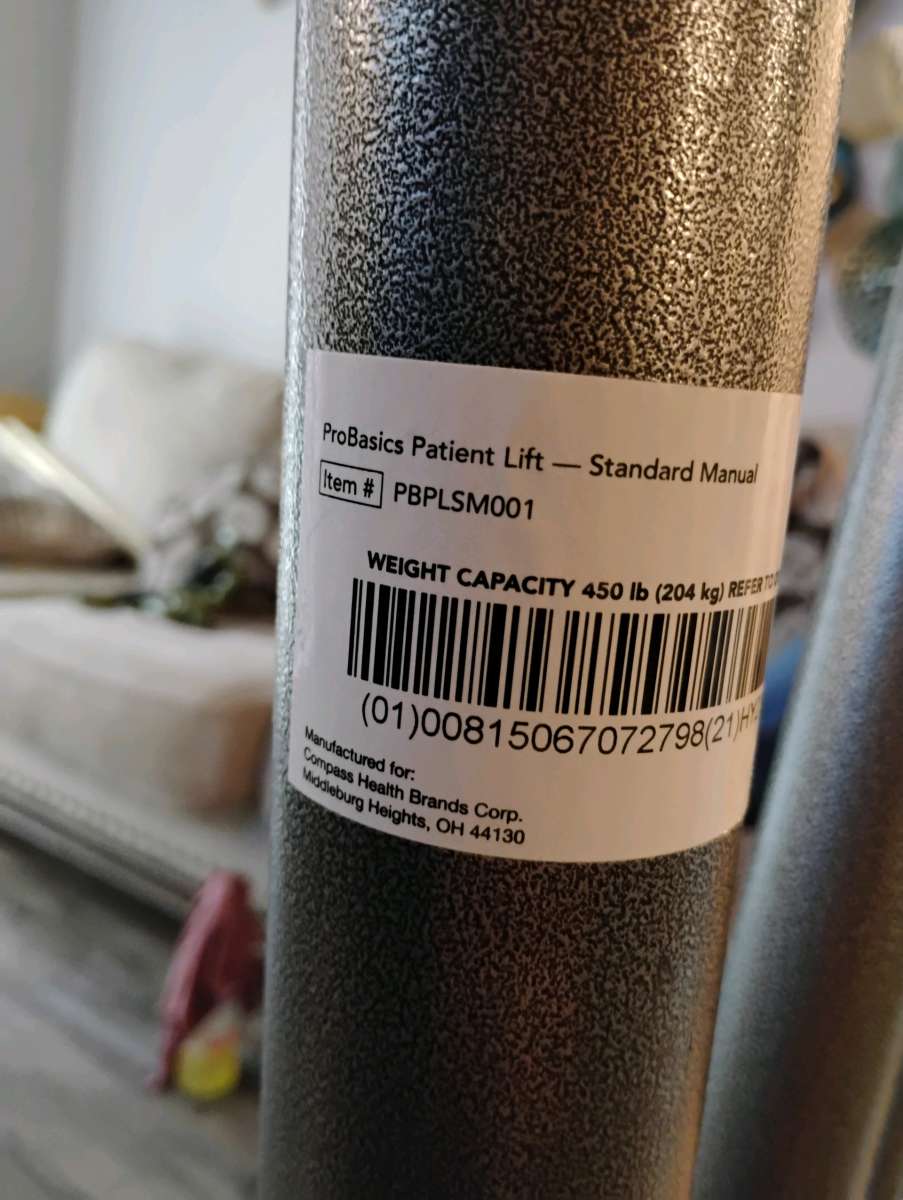 ProBasics Patient Lift — Standard Manual
Item # PBPLSM001
WEIGHT CAPACITY 450 lb (204 kg) REFER TO
(01)00815067072798(21)HY
Manufactured for:
Compass Health Brands Corp.
Middleburg Heights, OH 44130